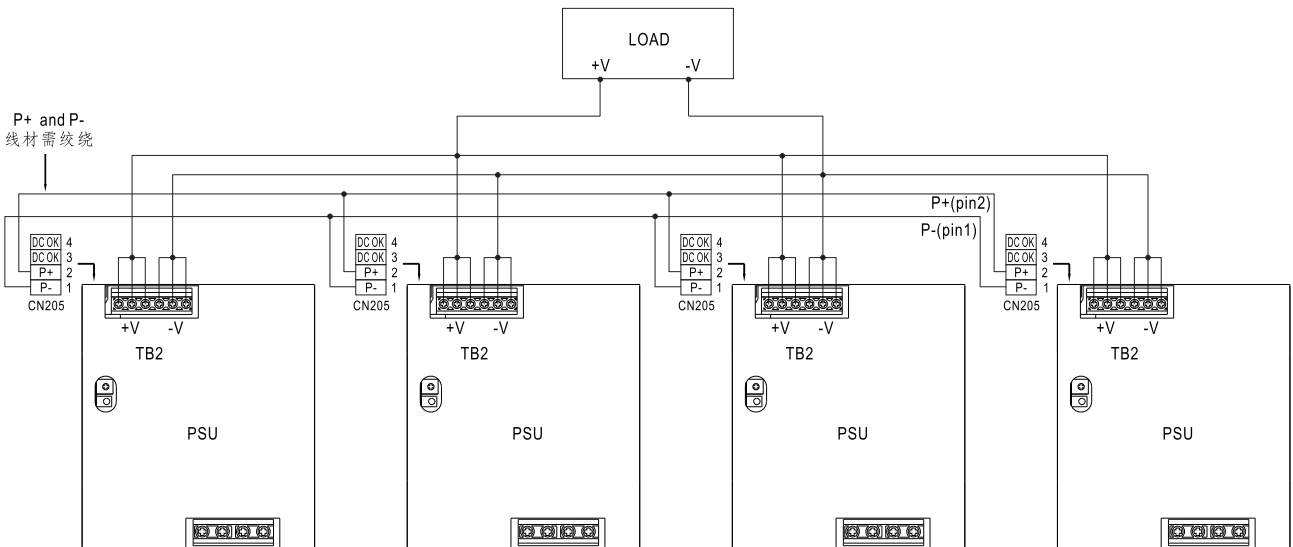 LOAD
+V -V
P+ and P-
线材需绞绕
P+(pin2)
P-(pin1)
DC OK 4
DC OK 3
P+ 2
P- 1
CN205
DC OK 4
DC OK 3
P+ 2
P- 1
CN205
DC OK 4
DC OK 3
P+ 2
P- 1
CN205
DC OK 4
DC OK 3
P+ 2
P- 1
CN205
+V -V
TB2
PSU
+V -V
TB2
PSU
+V -V
TB2
PSU
+V -V
TB2
PSU